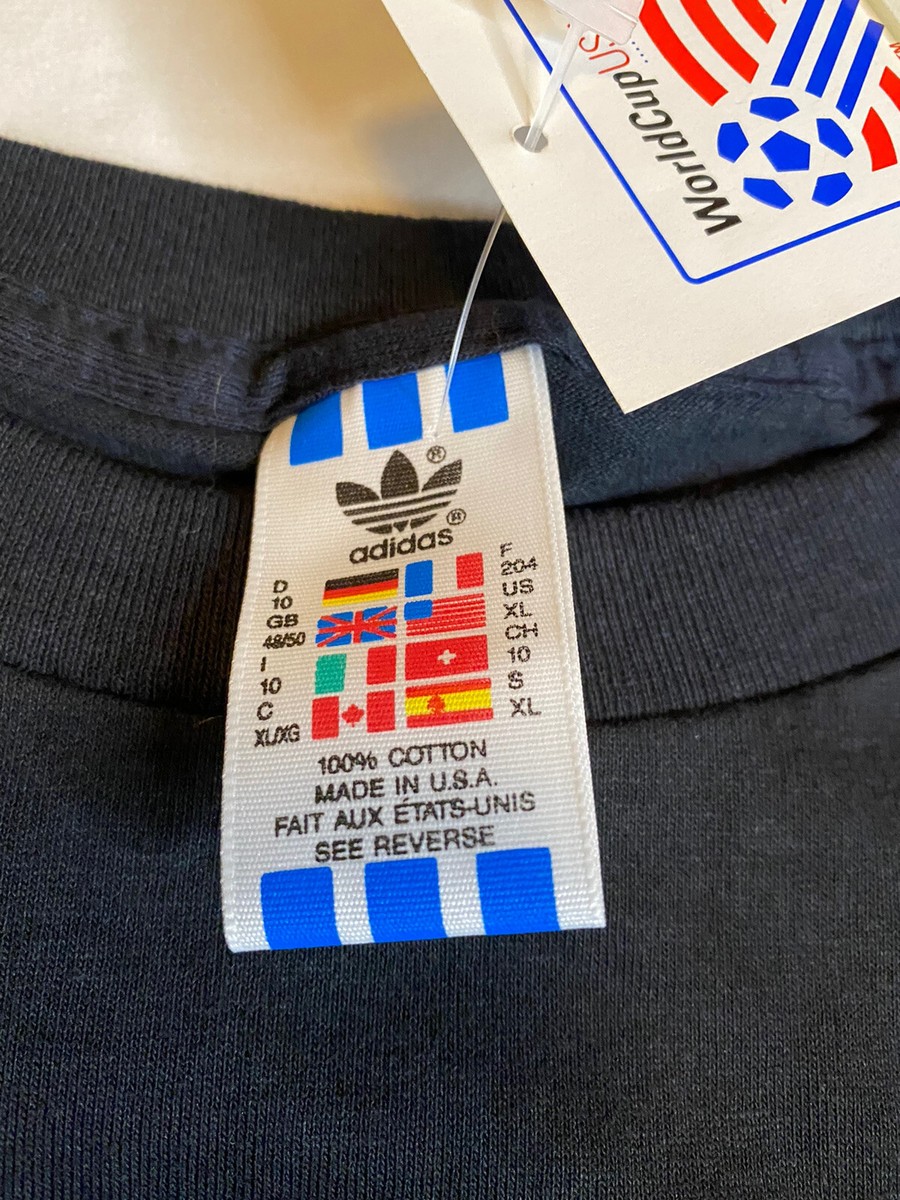 WorldCupUS
®
®
adidas
D
10
GB
48/50
I
10
C
XL/XG
F
204
US
XL
CH
10
S
XL
100% COTTON
MADE IN U.S.A.
FAIT AUX ÉTATS-UNIS
SEE REVERSE